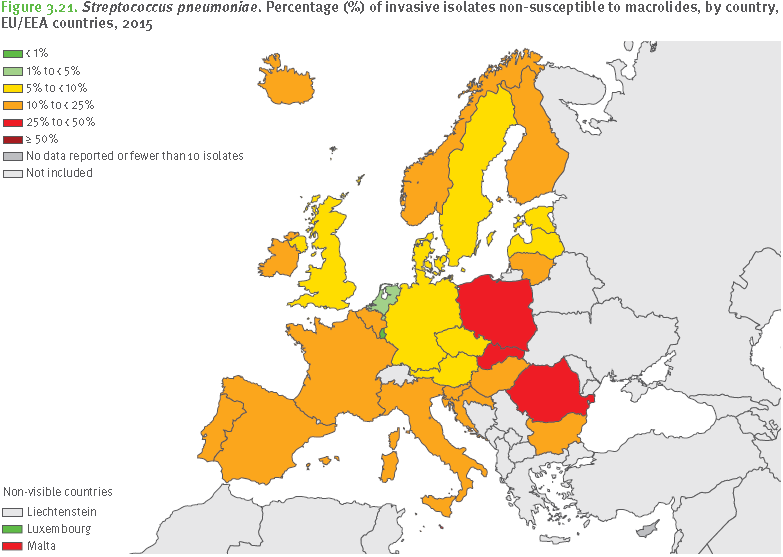 Figure 3.21. Streptococcus pneumoniae. Percentage (%) of invasive isolates non-susceptible to macrolides, by country,
EU/EEA countries, 2015
< 1%
1% to < 5%
5% to < 10%
10% to < 25%
25% to < 50%
≥ 50%
No data reported or fewer than 10 isolates
Not included
Non-visible countries
Liechtenstein
Luxembourg
Malta